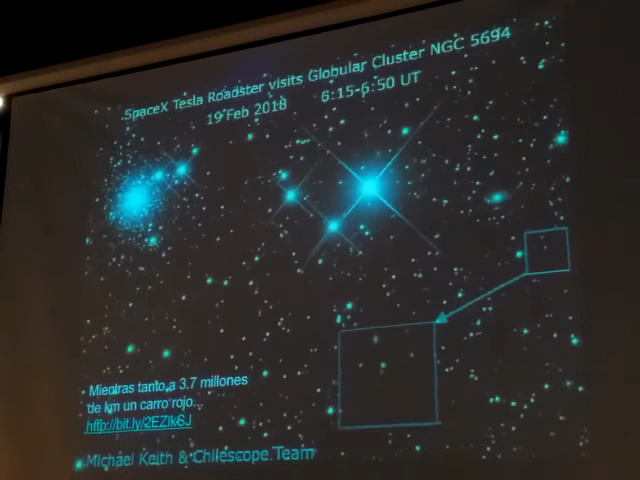 SpaceX Tesla Roadster visits Globular Cluster NGC 5694
19 Feb 2018 6:15-6:50 UT
Mientras tanto,a 3.7 millones
de km un carro rojo...
http://bit.ly/2EZIkSJ
Michael Keith & Chilescope.Team